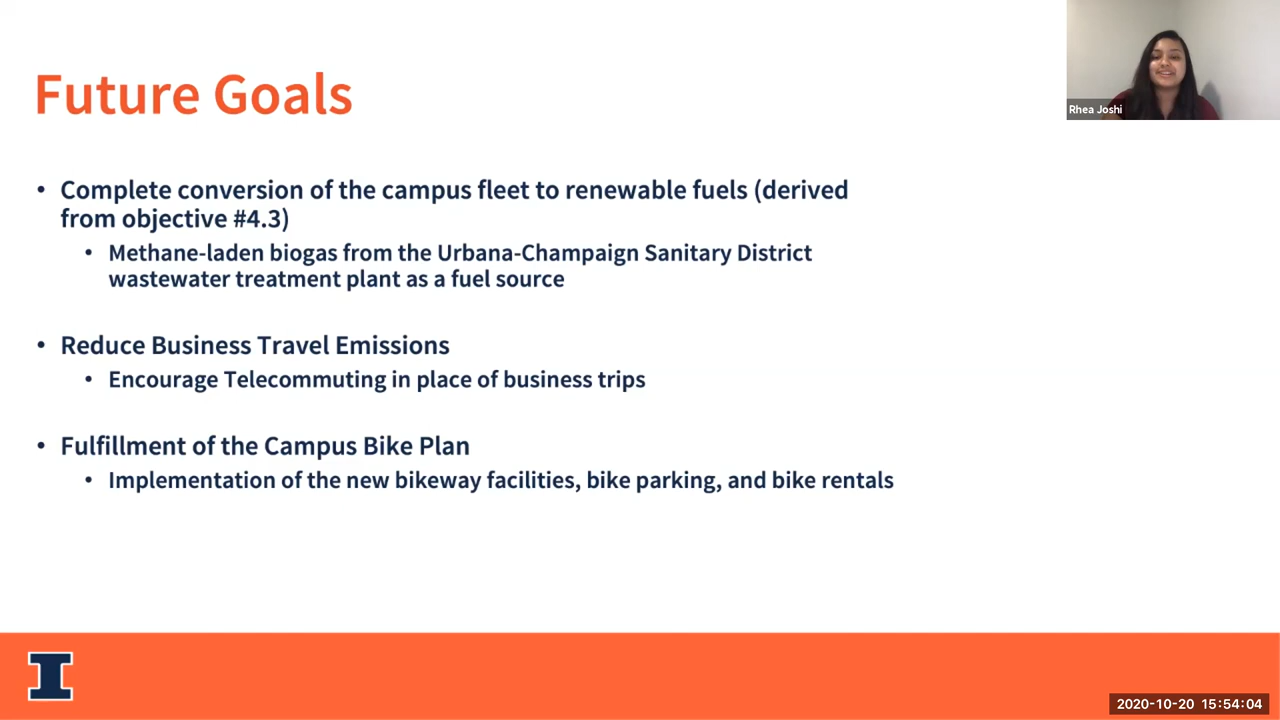 Future Goals
Rhea Joshi
• Complete conversion of the campus fleet to renewable fuels (derived
from objective #4.3)
• Methane-laden biogas from the Urbana-Champaign Sanitary District
wastewater treatment plant as a fuel source
• Reduce Business Travel Emissions
• Encourage Telecommuting in place of business trips
• Fulfillment of the Campus Bike Plan
• Implementation of the new bikeway facilities, bike parking, and bike rentals
I
2020-10-20 15:54:04